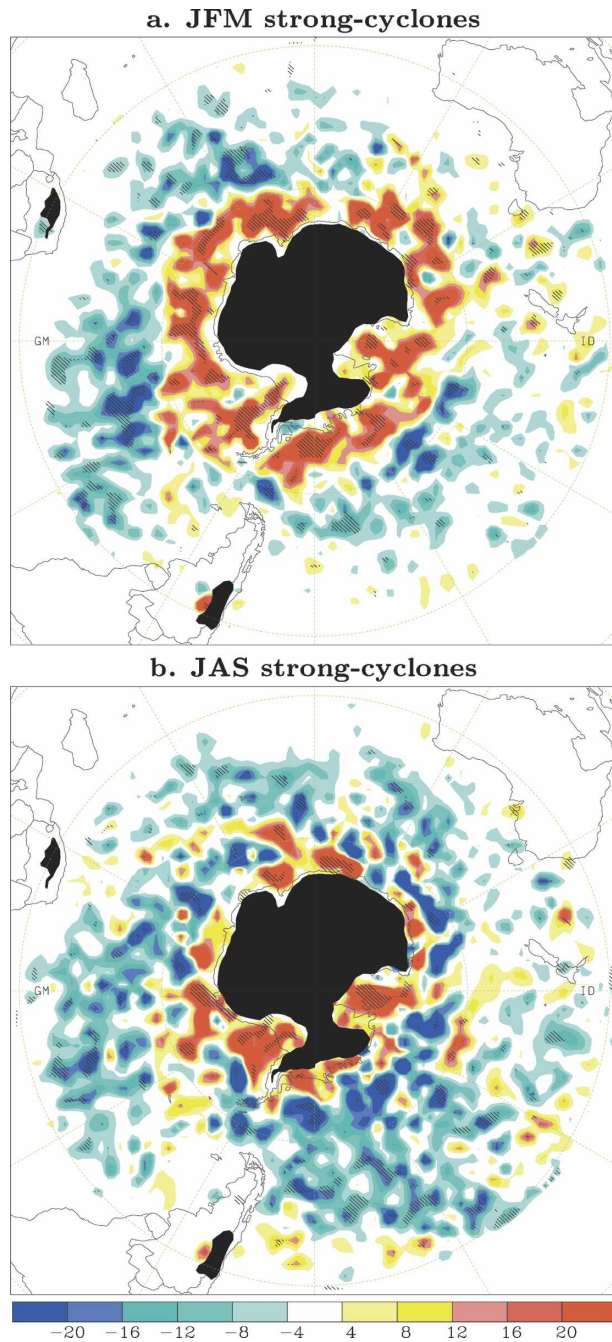 a. JFM strong-cyclones
GM ID
b. JAS strong-cyclones
GM ID
−20 −16 −12 −8 −4 4 8 12 16 20